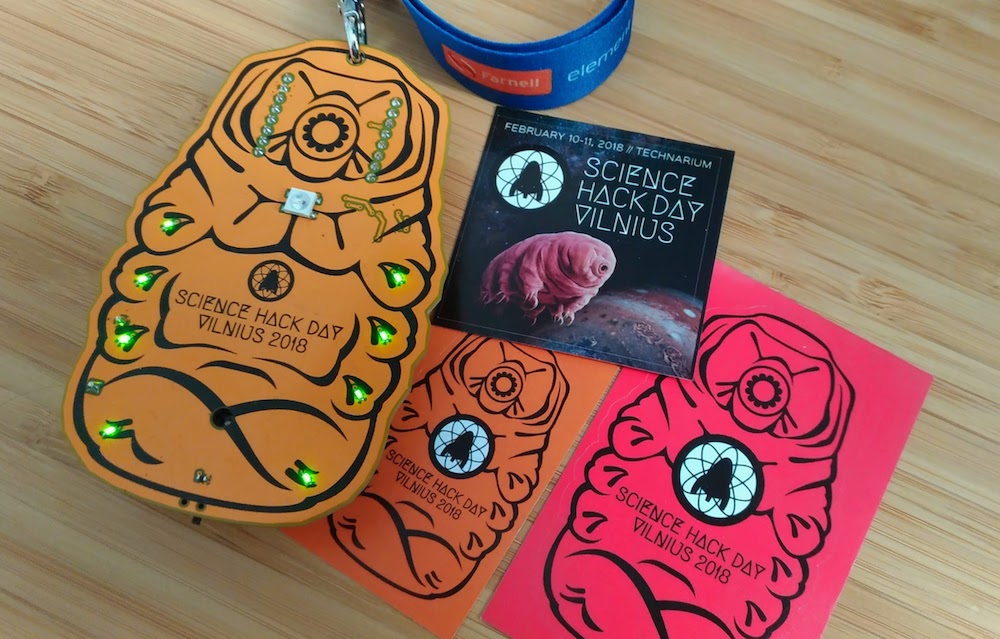 Farnell
element
FEBRUARY 10-11, 2018 // TECHNARIUM
SCIENCE
HACK DAY
VILNIUS
SCIENCE HACK DAY
VILNIUS 2018
SCIENCE HACK DAY
VILNIUS 2018
SCIENCE HACK DAY
VILNIUS 2018